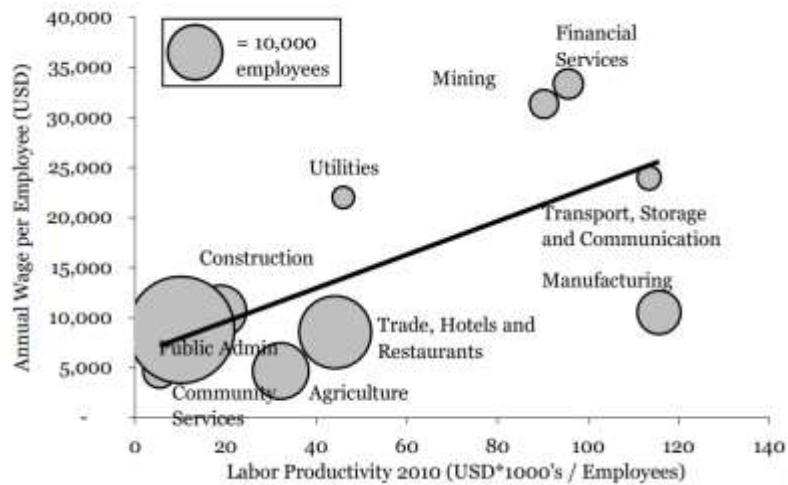 40,000
35,000
30,000
25,000
20,000
15,000
10,000
5,000
-
Annual Wage per Employee (USD)
= 10,000
employees
Financial
Services
Mining
Utilities
Transport, Storage
and Communication
Construction
Manufacturing
Trade, Hotels and
Restaurants
Public Admin
Community
Services
Agriculture
0 20 40 60 80 100 120 140
Labor Productivity 2010 (USD*1000's / Employees)